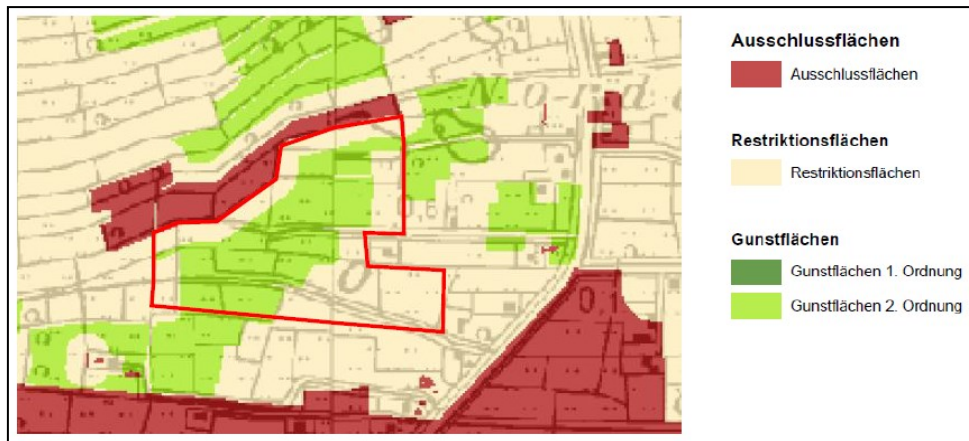 Ausschlussflächen
Ausschlussflächen
Restriktionsflächen
Restriktionsflächen
Gunstflächen
Gunstflächen 1. Ordnung
Gunstflächen 2. Ordnung